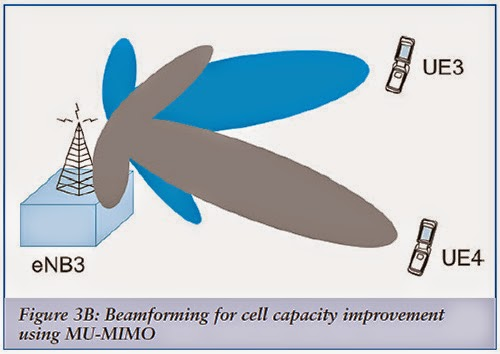 UE3
UE4
eNB3
Figure 3B: Beamforming for cell capacity improvement
using MU-MIMO